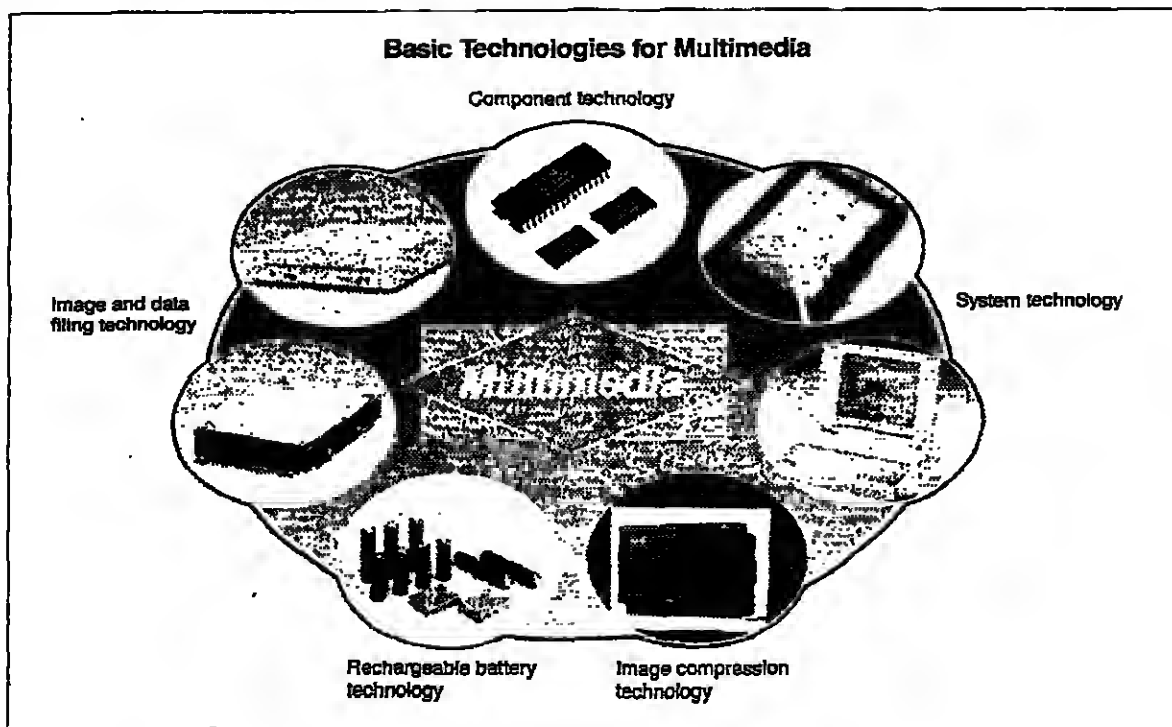 Basic Technologies for Multimedia
Component technology
Image and data
filing technology
System technology
Multimedia
Rechargeable battery
technology
Image compression
technology